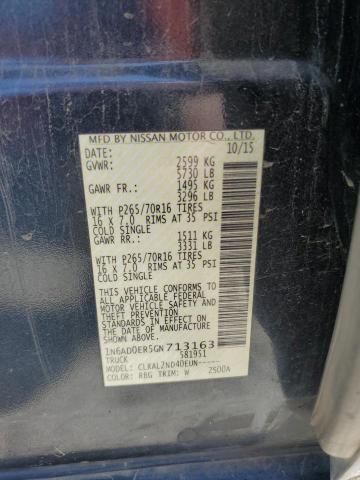 MFD BY NISSAN MOTOR CO., LTD.
DATE: 10/15
GVWR: 2599 KG
5730 LB
GAWR FR.: 1495 KG
3296 LB
WITH P265/70R16 TIRES
16 X 7.0 RIMS AT 35 PSI
COLD SINGLE
GAWR RR.: 1511 KG
3331 LB
WITH P265/70R16 TIRES
16 X 7.0 RIMS AT 35 PSI
COLD SINGLE
THIS VEHICLE CONFORMS
TO ALL APPLICABLE FEDERAL
MOTOR VEHICLE SAFETY
STANDARDS IN EFFECT ON
THE DATE OF MANUFACTURE
SHOWN ABOVE.
1N6AD0ER5GN713163
TRUCK 581951
MODEL: CLKALZND40EUN-----
COLOR: RBG TRIM: W 2500A